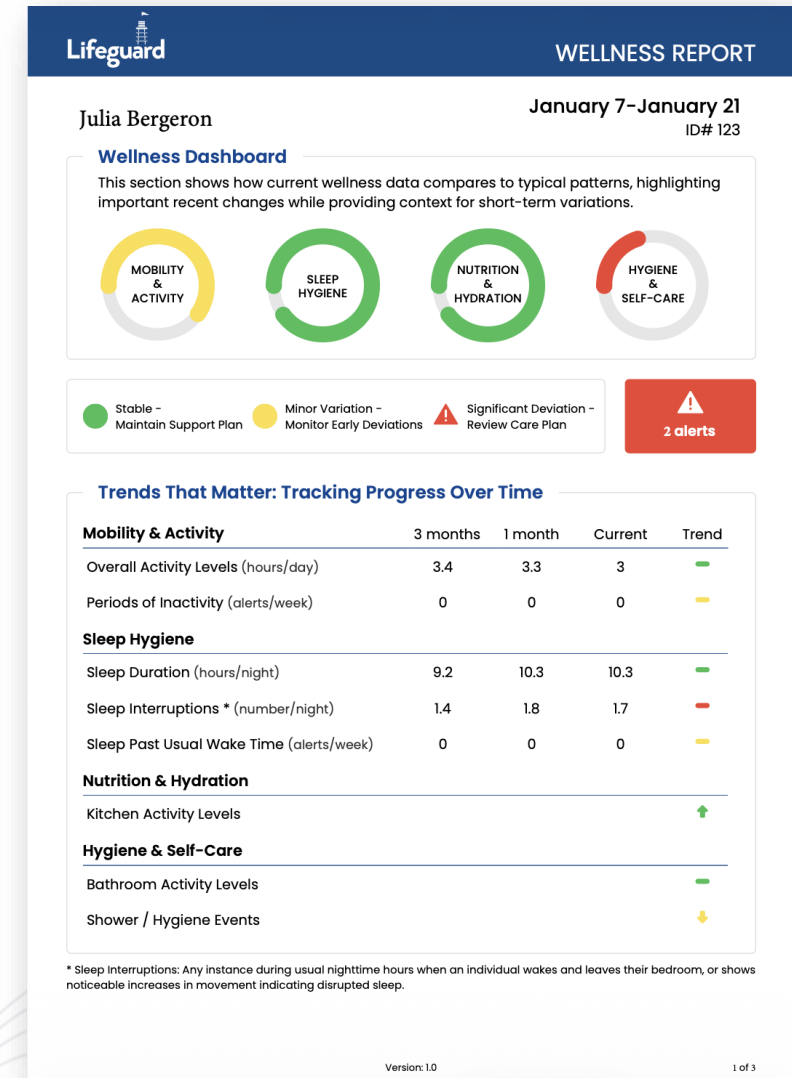 Lifeguard
WELLNESS REPORT
Julia Bergeron
January 7-January 21
ID# 123
Wellness Dashboard
This section shows how current wellness data compares to typical patterns, highlighting
important recent changes while providing context for short-term variations.
MOBILITY
&
ACTIVITY
SLEEP
HYGIENE
NUTRITION
&
HYDRATION
HYGIENE
&
SELF-CARE
Stable -
Maintain Support Plan
Minor Variation -
Monitor Early Deviations
Significant Deviation -
Review Care Plan
2 alerts
Trends That Matter: Tracking Progress Over Time
Mobility & Activity 3 months 1 month Current Trend
Overall Activity Levels (hours/day) 3.4 3.3 3
Periods of Inactivity (alerts/week) 0 0 0
Sleep Hygiene
Sleep Duration (hours/night) 9.2 10.3 10.3
Sleep Interruptions * (number/night) 1.4 1.8 1.7
Sleep Past Usual Wake Time (alerts/week) 0 0 0
Nutrition & Hydration
Kitchen Activity Levels
Hygiene & Self-Care
Bathroom Activity Levels
Shower / Hygiene Events
* Sleep Interruptions: Any instance during usual nighttime hours when an individual wakes and leaves their bedroom, or shows
noticeable increases in movement indicating disrupted sleep.
Version: 1.0
1 of 3